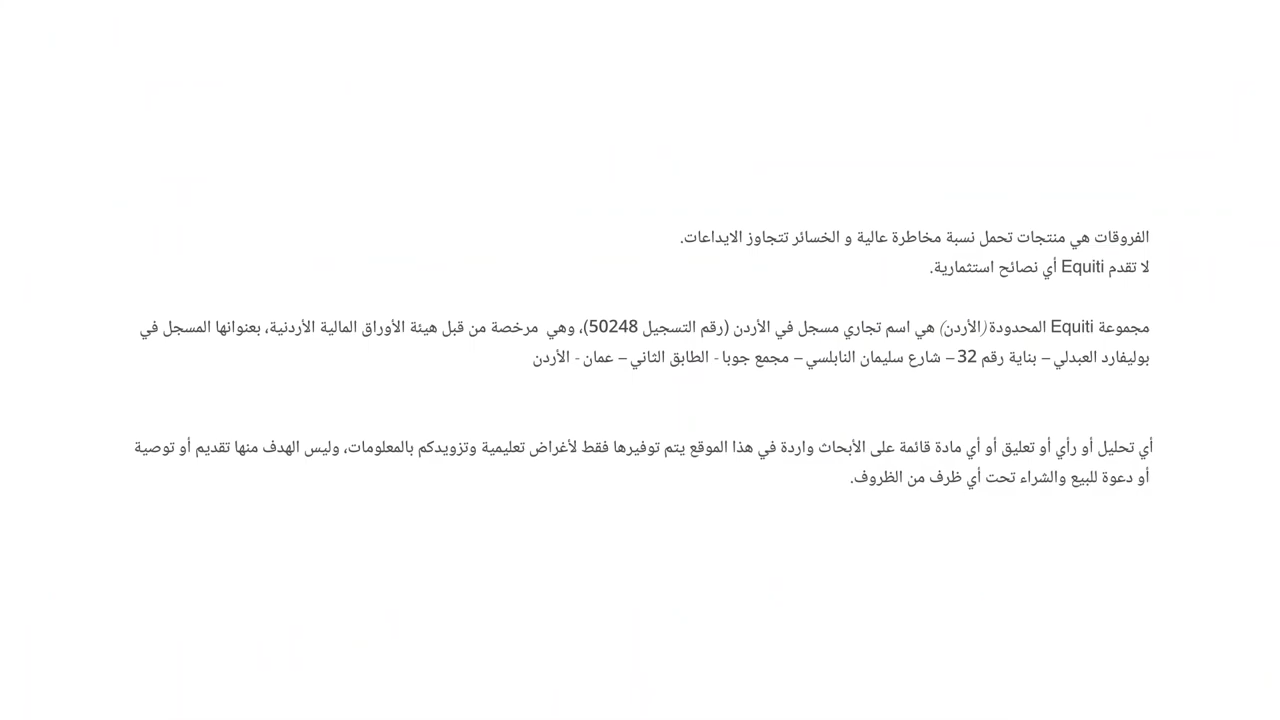 الفروقات هي منتجات تحمل نسبة مخاطرة عالية و الخسائر تتجاوز الايداعات.
لا تقدم Equiti أي نصائح استثمارية.
مجموعة Equiti المحدودة (الأردن) هي اسم تجاري مسجل في الأردن (رقم التسجيل 50248)، وهي مرخصة من قبل هيئة الأوراق المالية الأردنية، بعنوانها المسجل في
بوليفارد العبدلي – بناية رقم 32 – شارع سليمان النابلسي – مجمع جوبا - الطابق الثاني – عمان - الأردن
أي تحليل أو رأي أو تعليق أو أي مادة قائمة على الأبحاث واردة في هذا الموقع يتم توفيرها فقط لأغراض تعليمية وتزويدكم بالمعلومات، وليس الهدف منها تقديم أو توصية
أو دعوة للبيع والشراء تحت أي ظرف من الظروف.